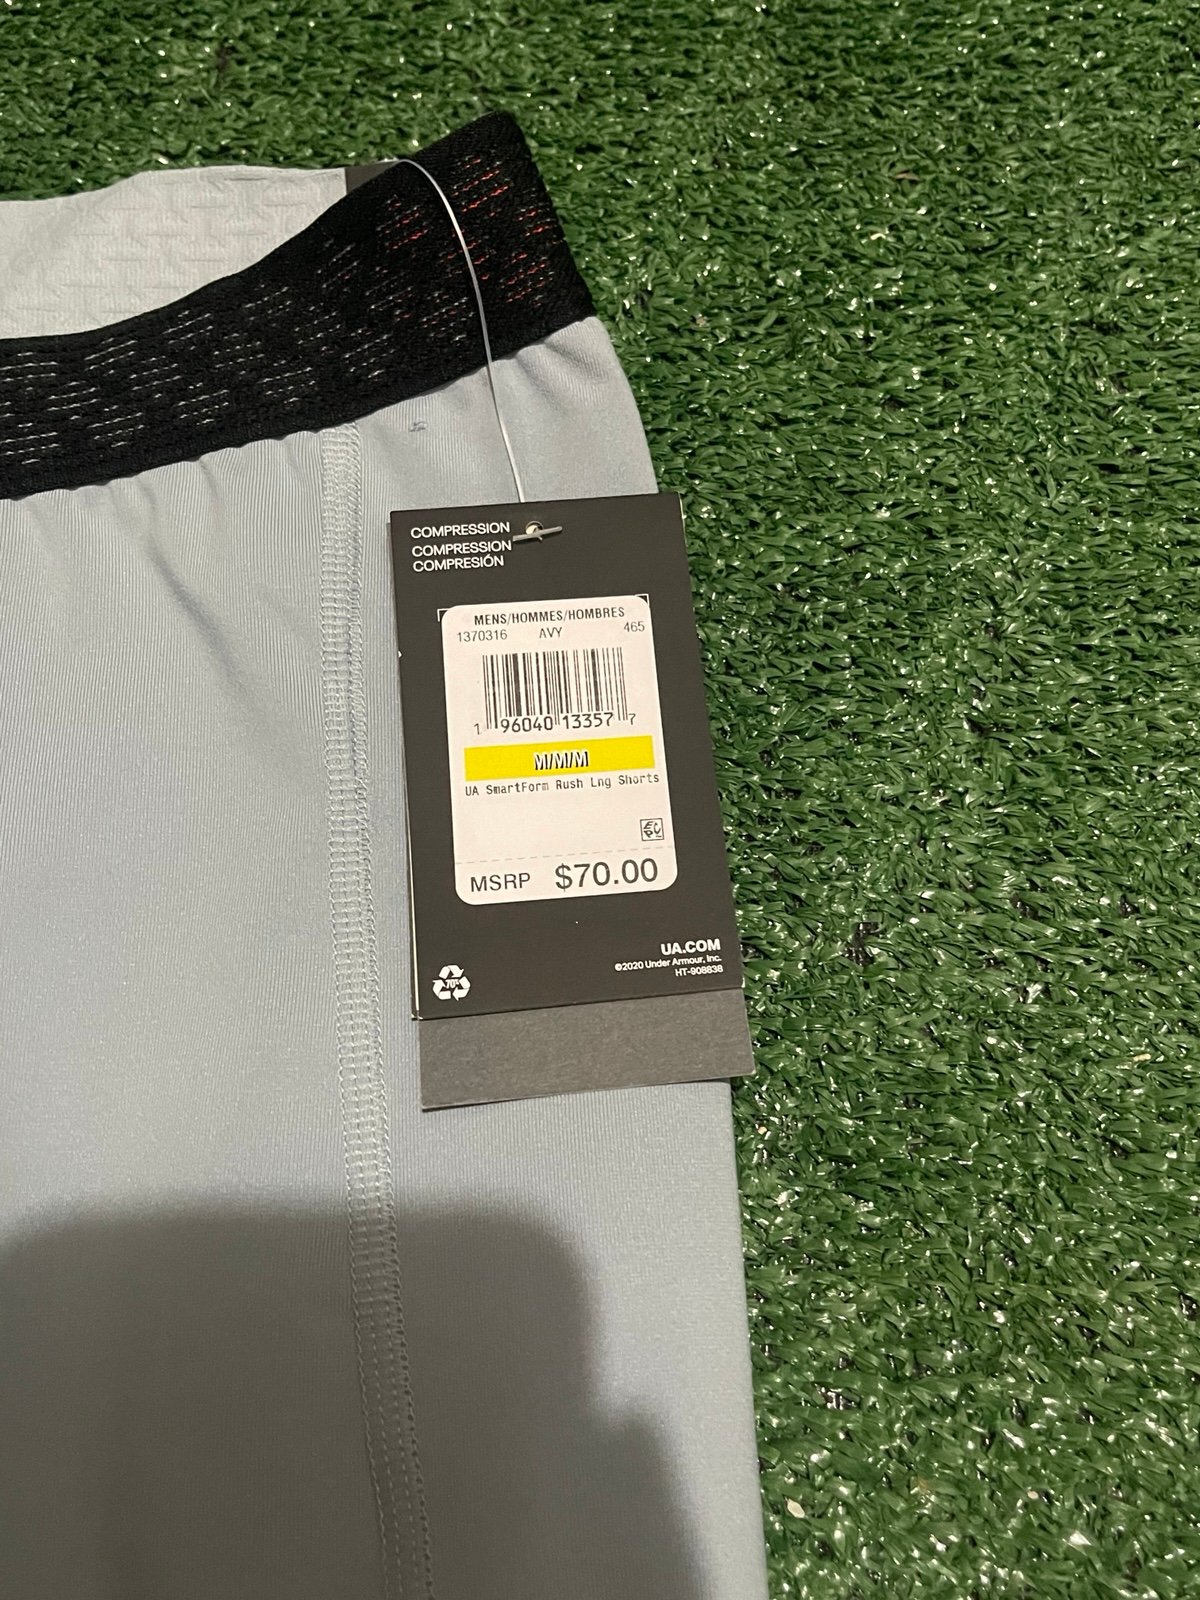 COMPRESSION
COMPRESSION
COMPRESIÓN
MENS/HOMMES/HOMBRES
1370316 AVY 465
1 96040 13357 7
M/M/M
UA SmartForm Rush Lng Shorts
MSRP $70.00
UA.COM
©2020 Under Armour, Inc.
HT-908838